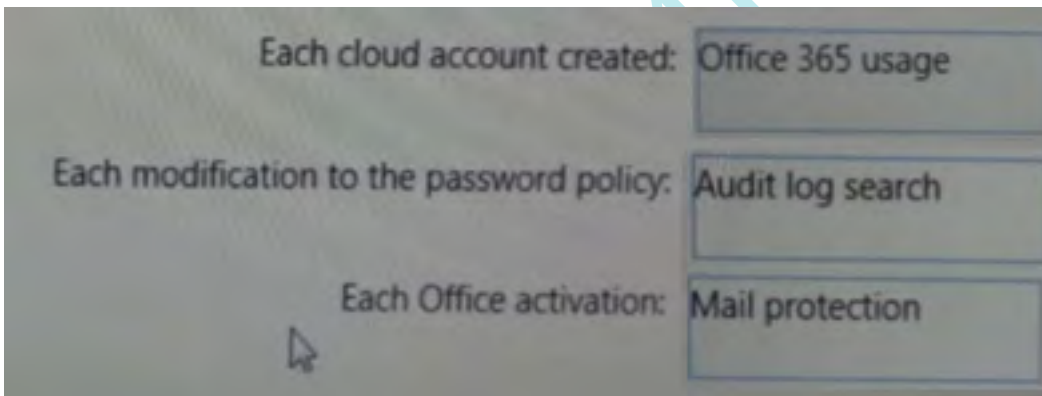 Each cloud account created: Office 365 usage
Each modification to the password policy: Audit log search
Each Office activation: Mail protection